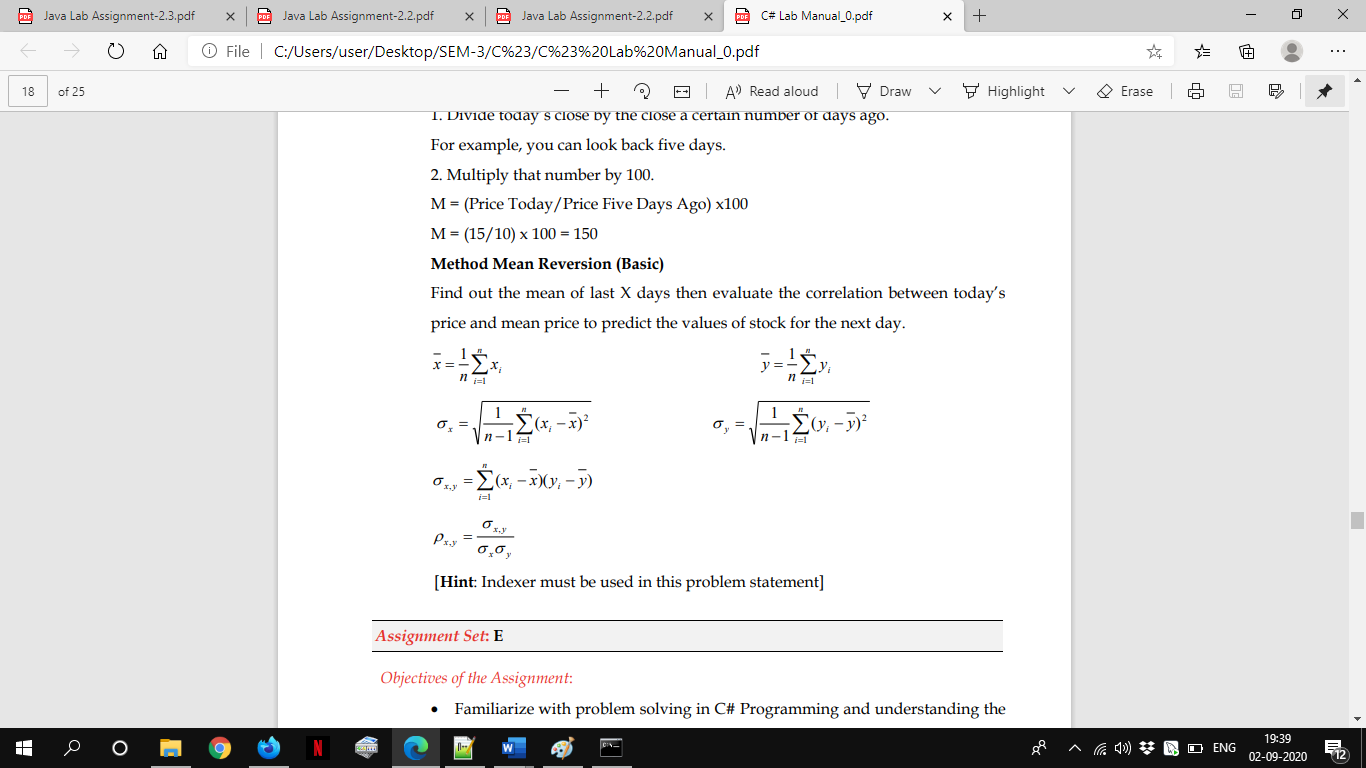 Java Lab Assignment-2.3.pdf
Java Lab Assignment-2.2.pdf
Java Lab Assignment-2.2.pdf
C# Lab Manual_0.pdf
File
C:/Users/user/Desktop/SEM-3/C%23/C%23%20Lab%20Manual_0.pdf
18 of 25
Read aloud
Draw
Highlight
Erase
1. Divide today's close by the close a certain number of days ago.
For example, you can look back five days.
2. Multiply that number by 100.
M = (Price Today/Price Five Days Ago) x100
M = (15/10) x 100 = 150
Method Mean Reversion (Basic)
Find out the mean of last X days then evaluate the correlation between today's
price and mean price to predict the values of stock for the next day.
x̄ = 1/n ∑_{i=1}^{n} x_i    ȳ = 1/n ∑_{i=1}^{n} y_i
σ_x = √(1/(n−1) ∑_{i=1}^{n} (x_i − x̄)²)    σ_y = √(1/(n−1) ∑_{i=1}^{n} (y_i − ȳ)²)
σ_{x,y} = ∑_{i=1}^{n} (x_i − x̄)(y_i − ȳ)
ρ_{x,y} = σ_{x,y} / σ_x σ_y
[Hint: Indexer must be used in this problem statement]
Assignment Set: E
Objectives of the Assignment:
• Familiarize with problem solving in C# Programming and understanding the
ENG
19:39
02-09-2020
12